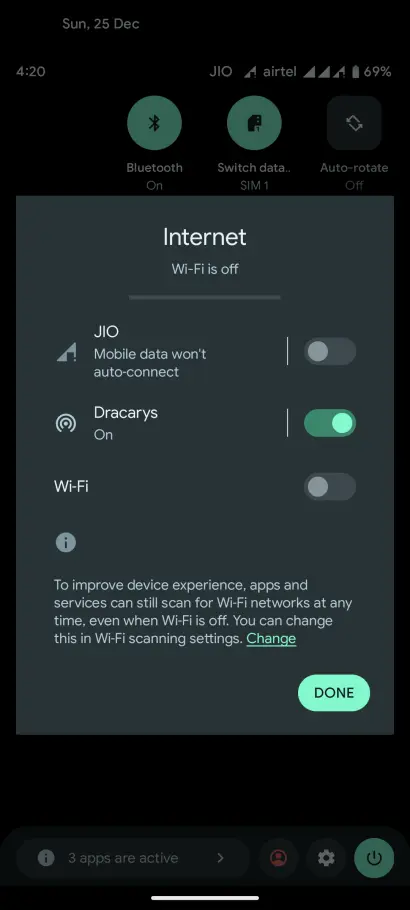 Sun, 25 Dec
4:20 JIO airtel 69%
Bluetooth Switch data.. Auto-rotate
On SIM 1 Off
Internet
Wi-Fi is off
JIO
Mobile data won't
auto-connect
Dracarys
On
Wi-Fi
To improve device experience, apps and
services can still scan for Wi-Fi networks at any
time, even when Wi-Fi is off. You can change
this in Wi-Fi scanning settings. Change
DONE
3 apps are active